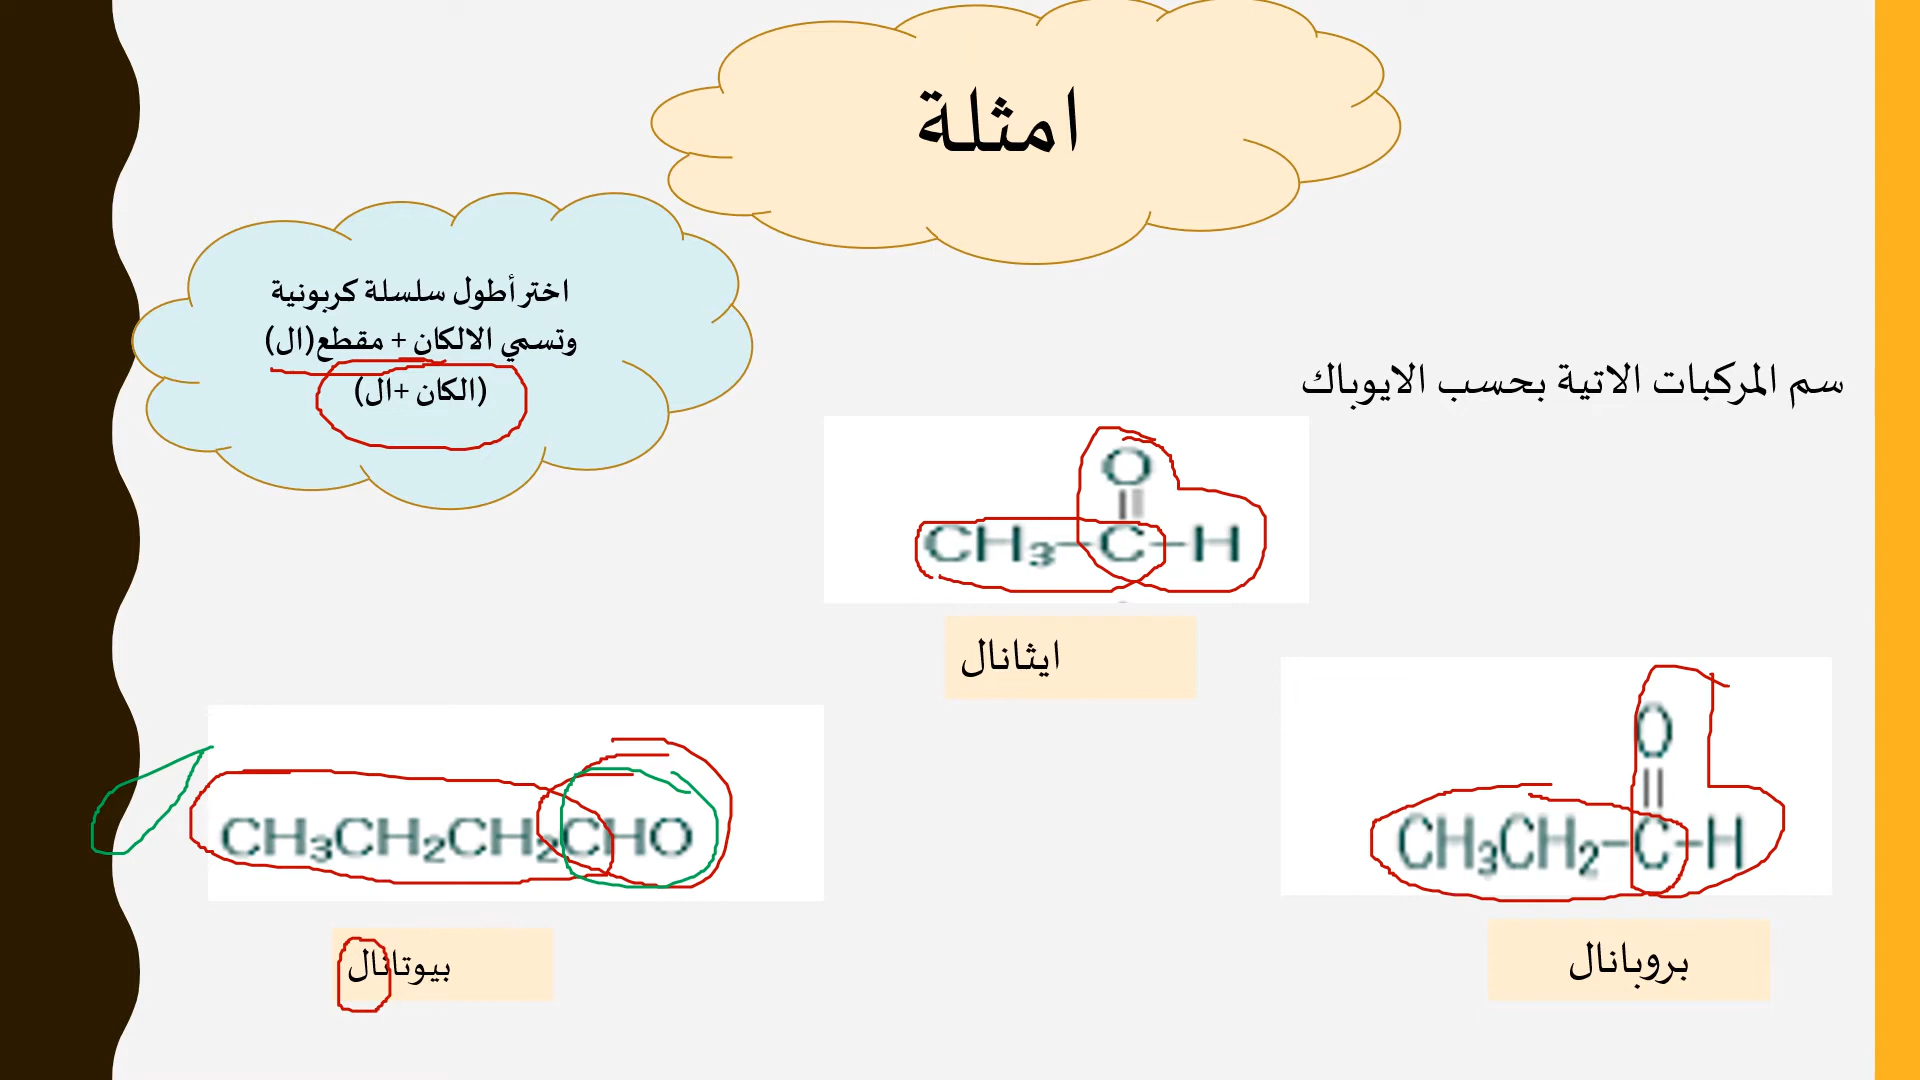 امثلة
اختر أطول سلسلة كربونية
وتسمي الالكان + مقطع(ال)
(الكان +ال)
سم المركبات الاتية بحسب الايوباك
O
CH₃–C–H
ايثانال
O
CH₃CH₂–C–H
بروبانال
CH₃CH₂CH₂CHO
بيوتانال